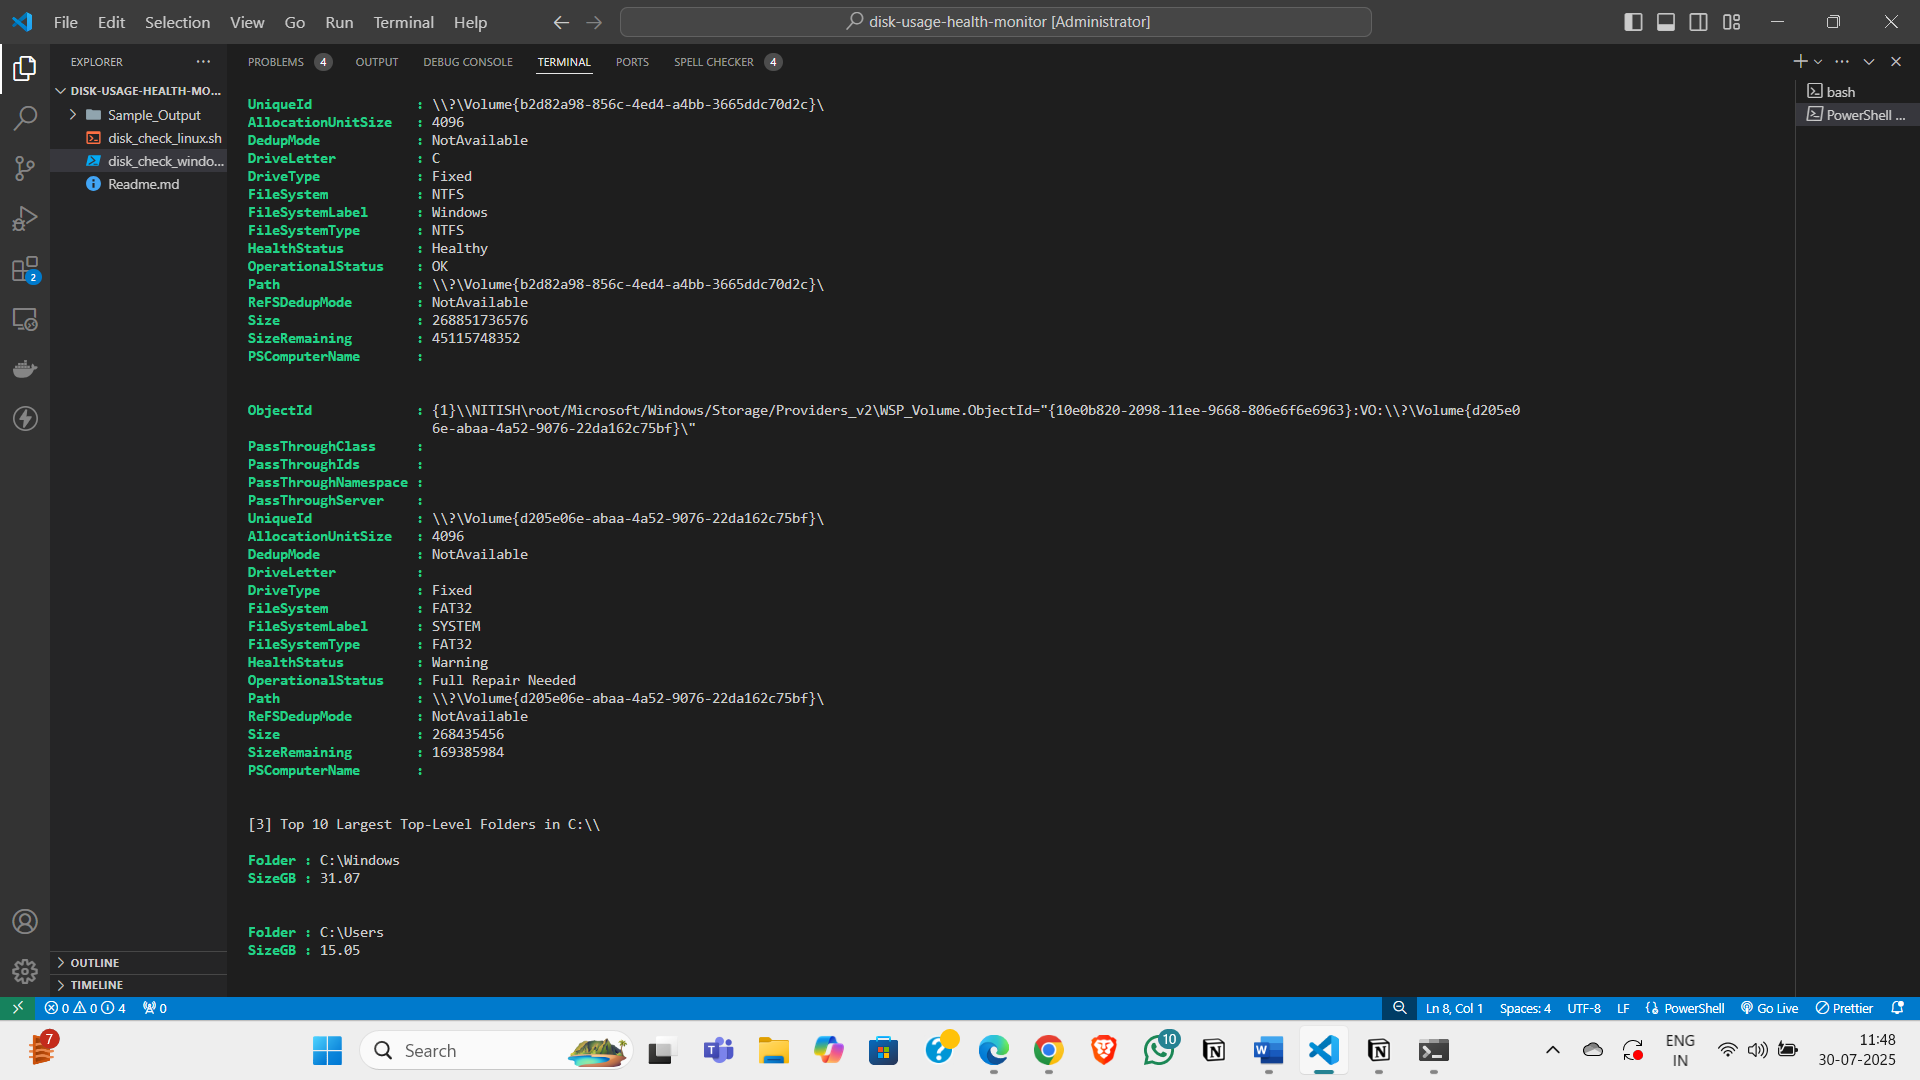 File Edit Selection View Go Run Terminal Help
disk-usage-health-monitor [Administrator]
EXPLORER
PROBLEMS 4 OUTPUT DEBUG CONSOLE TERMINAL PORTS SPELL CHECKER 4
DISK-USAGE-HEALTH-MO...
Sample_Output
disk_check_linux.sh
disk_check_windo...
Readme.md
bash
PowerShell ...
UniqueId : \\?\Volume{b2d82a98-856c-4ed4-a4bb-3665ddc70d2c}\
AllocationUnitSize : 4096
DedupMode : NotAvailable
DriveLetter : C
DriveType : Fixed
FileSystem : NTFS
FileSystemLabel : Windows
FileSystemType : NTFS
HealthStatus : Healthy
OperationalStatus : OK
Path : \\?\Volume{b2d82a98-856c-4ed4-a4bb-3665ddc70d2c}\
ReFSDedupMode : NotAvailable
Size : 268851736576
SizeRemaining : 45115748352
PSComputerName :
ObjectId : {1}\\NITISH\root/Microsoft/Windows/Storage/Providers_v2\WSP_Volume.ObjectId="{10e0b820-2098-11ee-9668-806e6f6e6963}:VO:\\?\Volume{d205e0
6e-abaa-4a52-9076-22da162c75bf}\"
PassThroughClass :
PassThroughIds :
PassThroughNamespace :
PassThroughServer :
UniqueId : \\?\Volume{d205e06e-abaa-4a52-9076-22da162c75bf}\
AllocationUnitSize : 4096
DedupMode : NotAvailable
DriveLetter :
DriveType : Fixed
FileSystem : FAT32
FileSystemLabel : SYSTEM
FileSystemType : FAT32
HealthStatus : Warning
OperationalStatus : Full Repair Needed
Path : \\?\Volume{d205e06e-abaa-4a52-9076-22da162c75bf}\
ReFSDedupMode : NotAvailable
Size : 268435456
SizeRemaining : 169385984
PSComputerName :
[3] Top 10 Largest Top-Level Folders in C:\\
Folder : C:\Windows
SizeGB : 31.07
Folder : C:\Users
SizeGB : 15.05
2
OUTLINE
TIMELINE
0 0 4 0
Ln 8, Col 1 Spaces: 4 UTF-8 LF PowerShell Go Live Prettier
7
Search
10
ENG
IN
11:48
30-07-2025